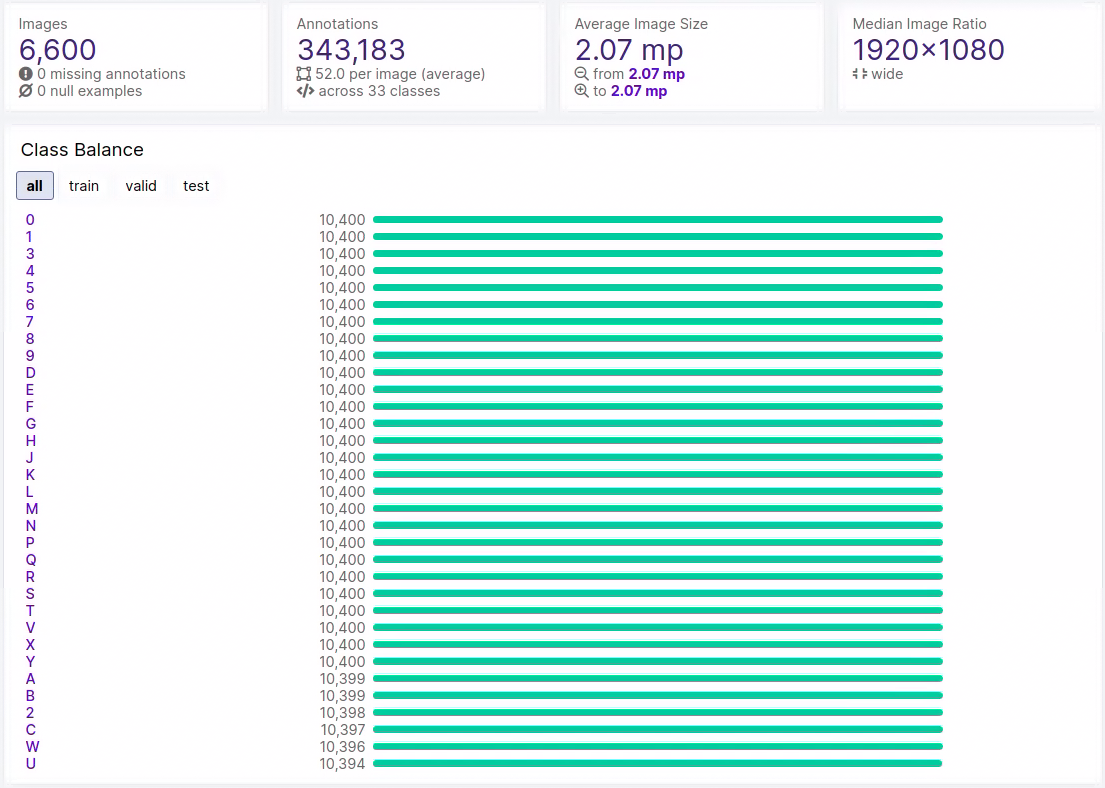 Images
6,600
0 missing annotations
0 null examples
Annotations
343,183
52.0 per image (average)
across 33 classes
Average Image Size
2.07 mp
from 2.07 mp
to 2.07 mp
Median Image Ratio
1920×1080
wide
Class Balance
all train valid test
0 10,400
1 10,400
3 10,400
4 10,400
5 10,400
6 10,400
7 10,400
8 10,400
9 10,400
D 10,400
E 10,400
F 10,400
G 10,400
H 10,400
J 10,400
K 10,400
L 10,400
M 10,400
N 10,400
P 10,400
Q 10,400
R 10,400
S 10,400
T 10,400
V 10,400
X 10,400
Y 10,400
A 10,399
B 10,399
2 10,398
C 10,397
W 10,396
U 10,394